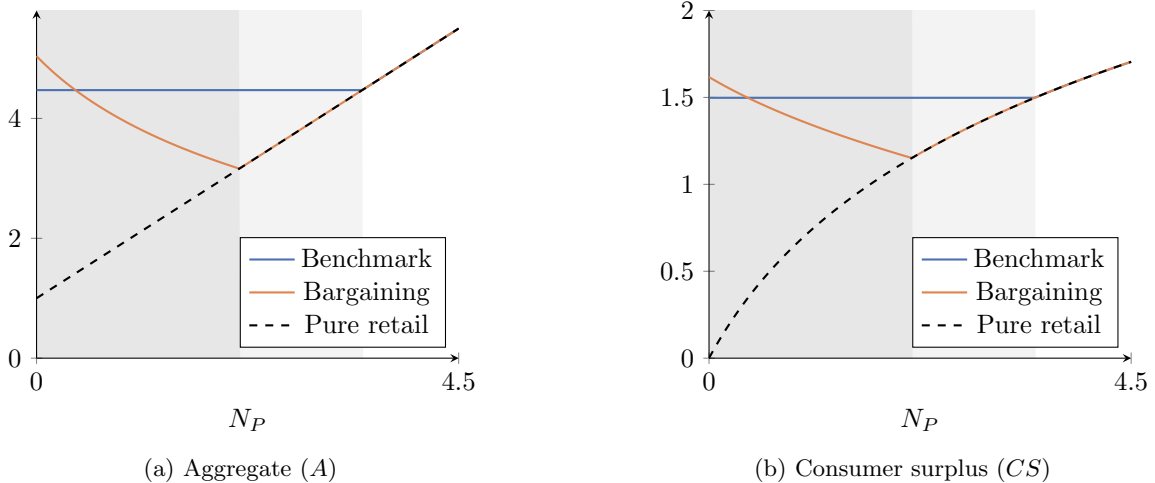 4
2
0
0
4.5
N_P
Benchmark
Bargaining
Pure retail
(a) Aggregate (A)
2
1.5
1
0.5
0
0
4.5
N_P
Benchmark
Bargaining
Pure retail
(b) Consumer surplus (CS)